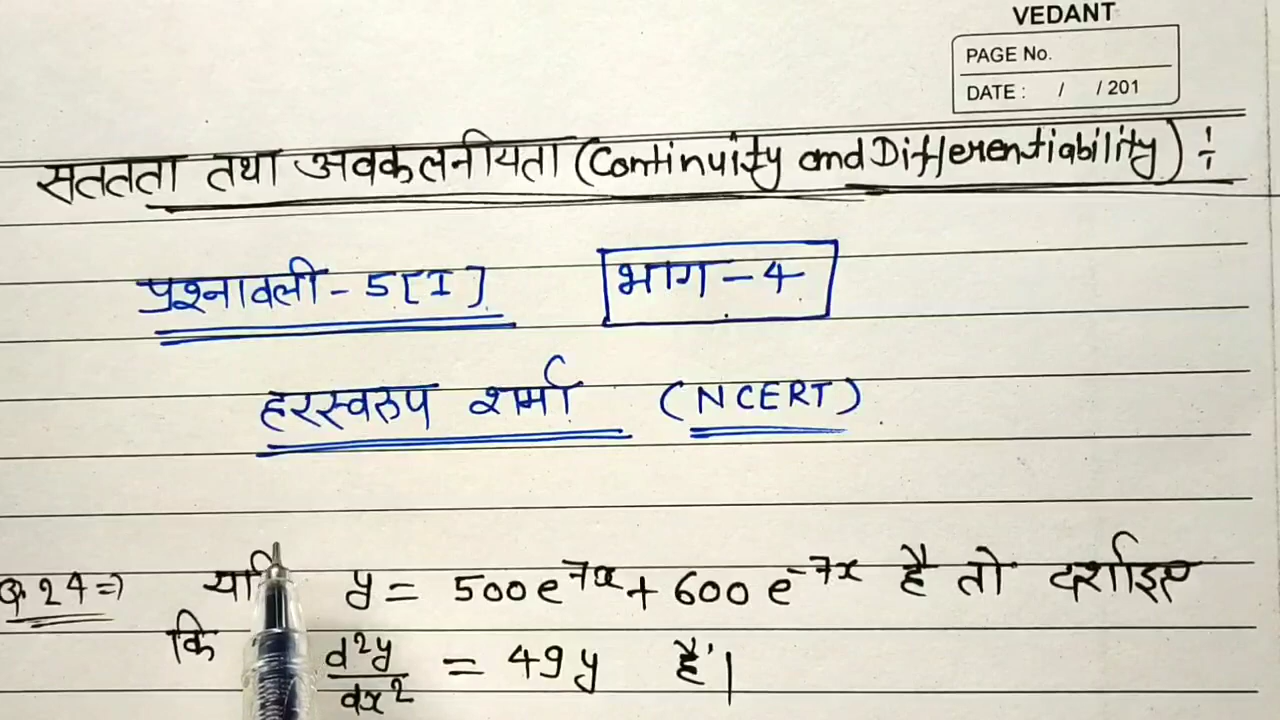 VEDANT
PAGE No.
DATE : / / 201
सततता तथा अवकलनीयता (Continuity and Differentiability) :
प्रश्नावली - 5 [I] भाग - 4
हरस्वरुप शर्मा (NCERT)
Q. 24 => y = 500e^7x + 600e^-7x है तो दर्शाइए
कि d²y/dx² = 49y है।